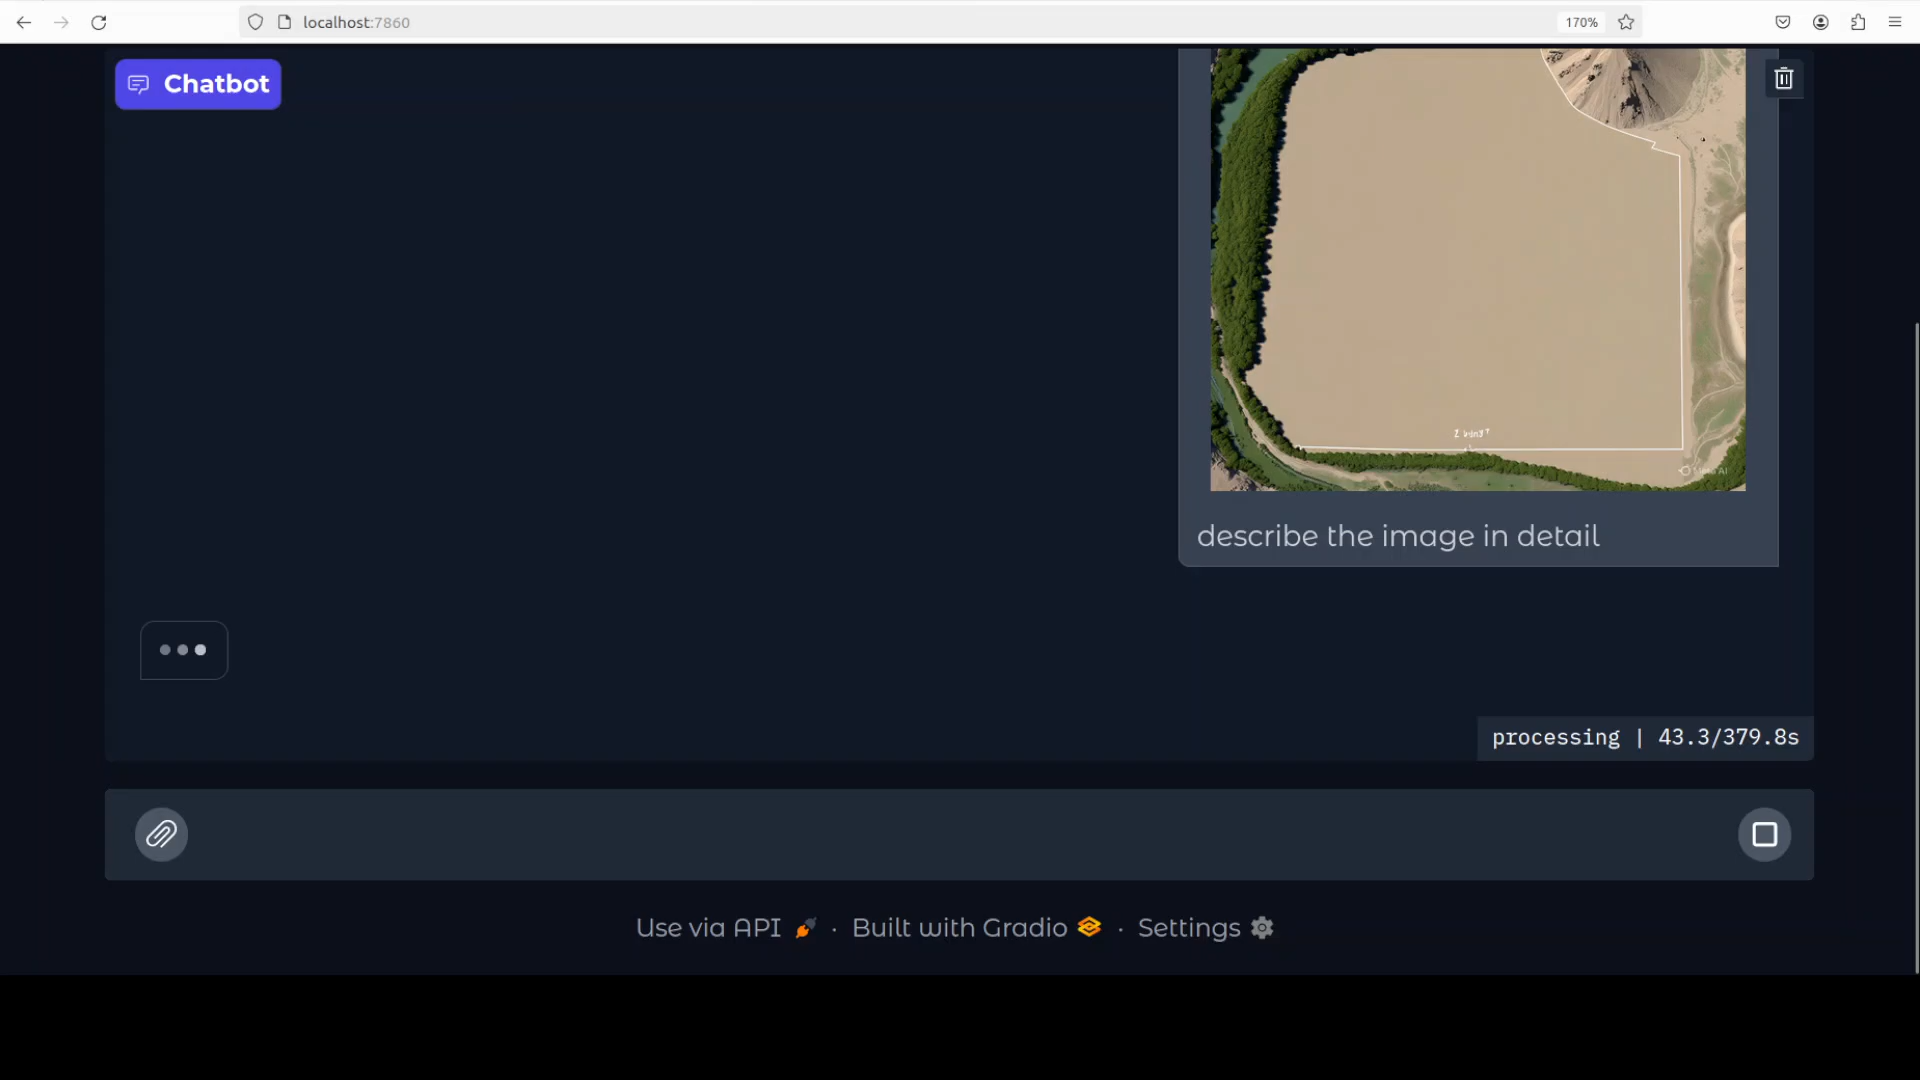 localhost:7860
170%
Chatbot
describe the image in detail
processing | 43.3/379.8s
Use via API · Built with Gradio · Settings